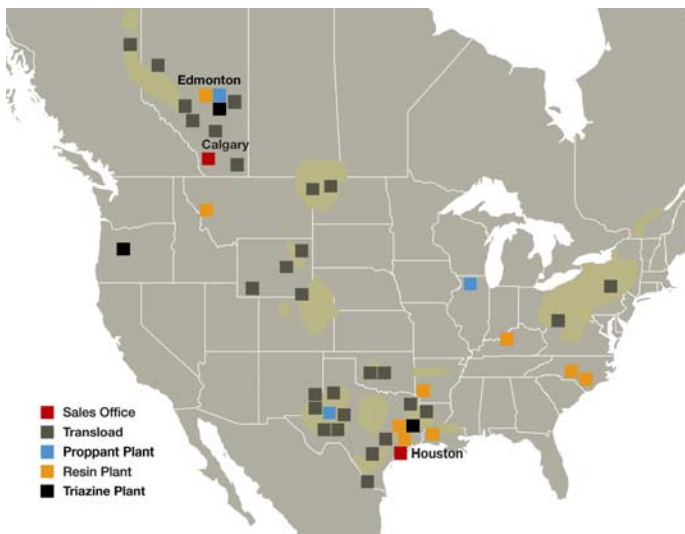 Edmonton
Calgary
Houston
Sales Office
Transload
Proppant Plant
Resin Plant
Triazine Plant